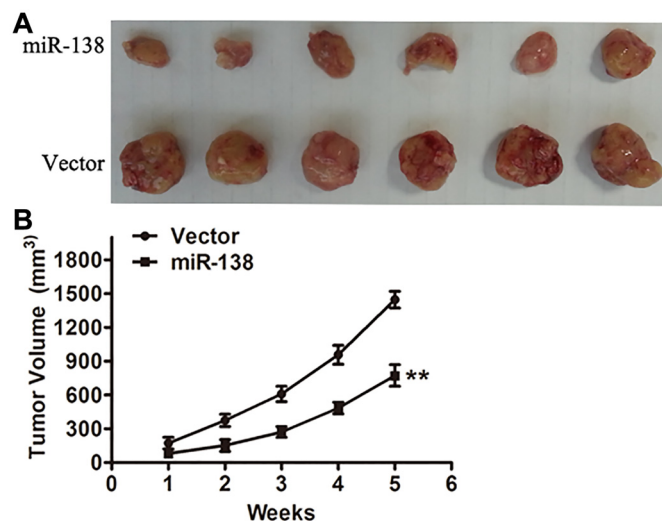 A
miR-138
Vector
B
Vector
miR-138
Tumor Volume (mm³)
1800
1500
1200
900
600
300
0
**
0 1 2 3 4 5 6
Weeks